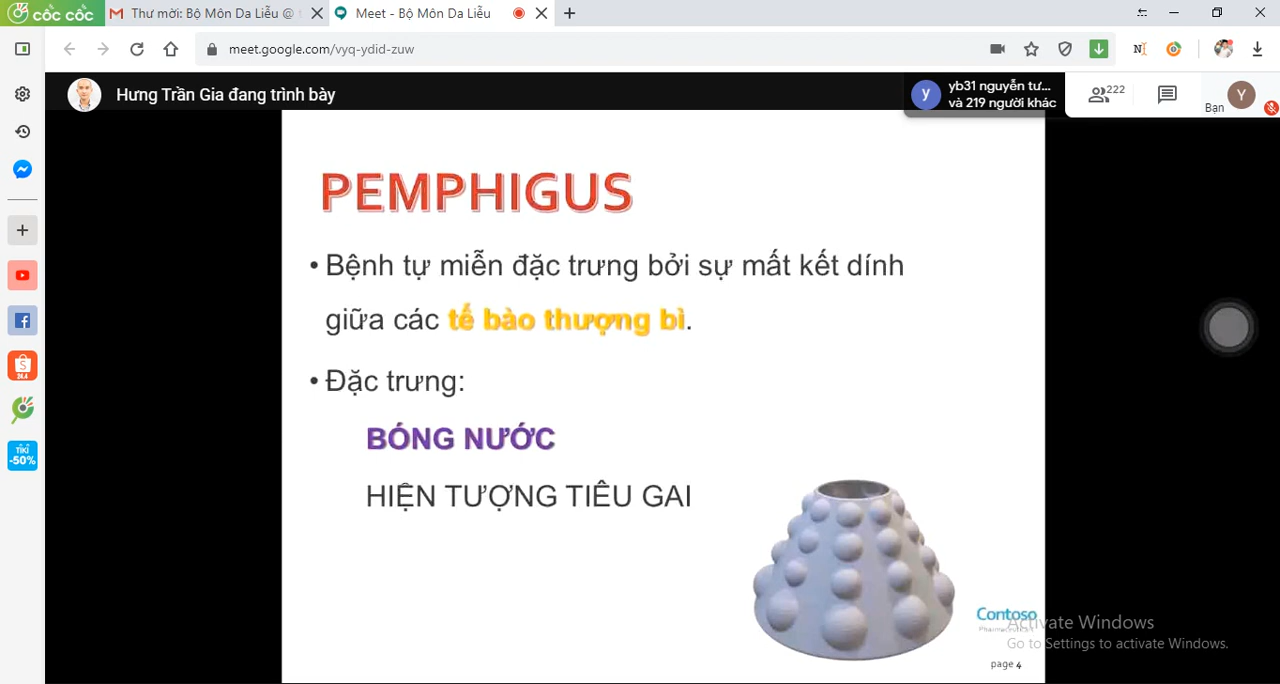 cốc cốc
Thư mời: Bộ Môn Da Liễu @
Meet - Bộ Môn Da Liễu
meet.google.com/vyq-ydid-zuw
Hưng Trần Gia đang trình bày
y
yb31 nguyễn tư...
và 219 người khác
222
Bạn
Y
PEMPHIGUS
• Bệnh tự miễn đặc trưng bởi sự mất kết dính
giữa các tế bào thượng bì.
• Đặc trưng:
BÓNG NƯỚC
HIỆN TƯỢNG TIÊU GAI
TIKI
-50%
Contoso
Activate Windows
Go to Settings to activate Windows.
page 4